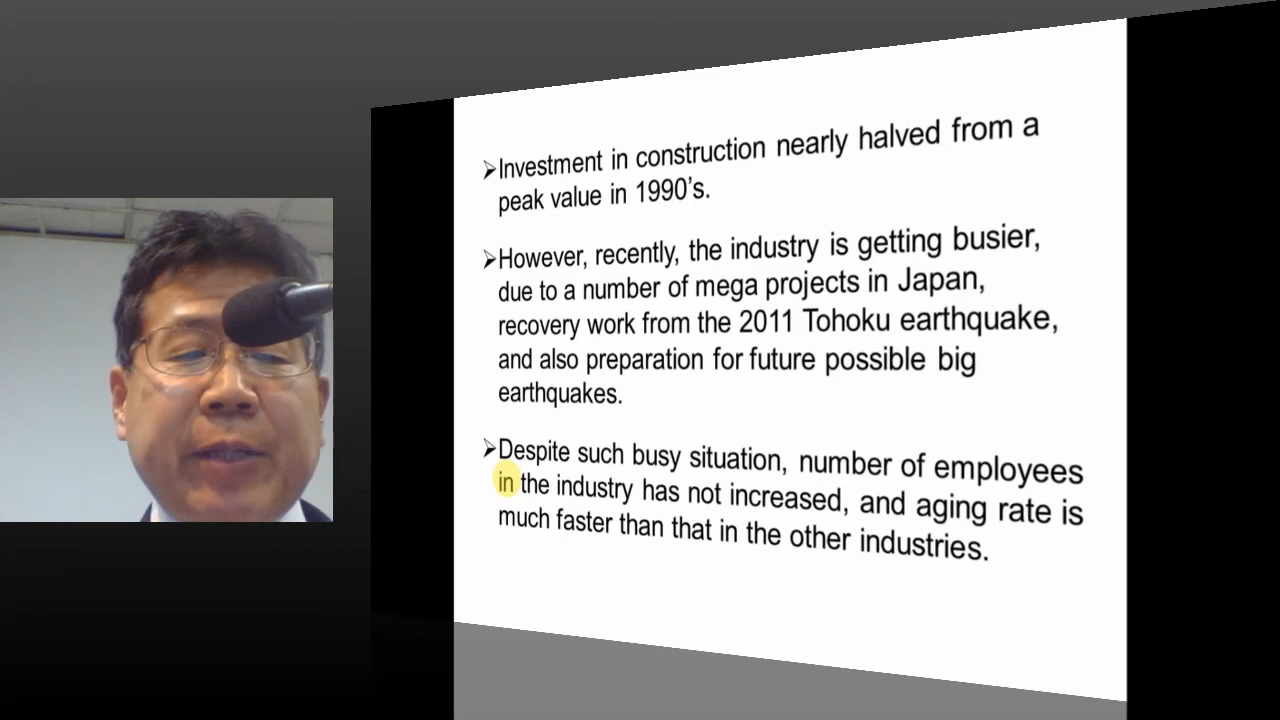 ➢Investment in construction nearly halved from a
peak value in 1990's.
➢However, recently, the industry is getting busier,
due to a number of mega projects in Japan,
recovery work from the 2011 Tohoku earthquake,
and also preparation for future possible big
earthquakes.
➢Despite such busy situation, number of employees
in the industry has not increased, and aging rate is
much faster than that in the other industries.